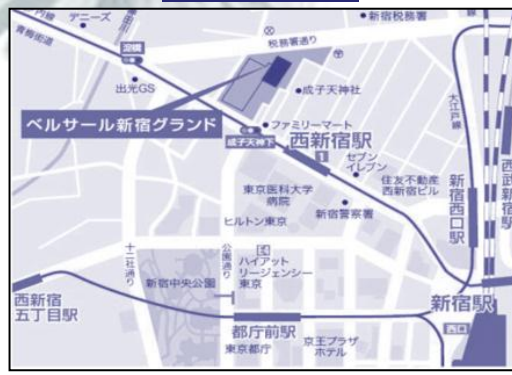 デニーズ
新宿税務署
税務署通り
青梅街道
淀橋
出光GS
成子天神社
ベルサール新宿グランド
ファミリーマート
成子天神下
西新宿駅
1
セブン
イレブン
大江戸線
東京医科大学
病院
住友不動産
西新宿ビル
新宿西口駅
西武新宿駅
新宿警察署
ヒルトン東京
十二社通り
公園通り
ハイアット
リージェンシー
東京
新宿中央公園
西新宿
五丁目駅
新宿駅
西口
都庁前駅
東京都庁
京王プラザ
ホテル